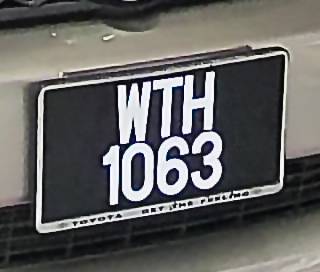 WTH
1063
TOYOTA GET THE FEELING